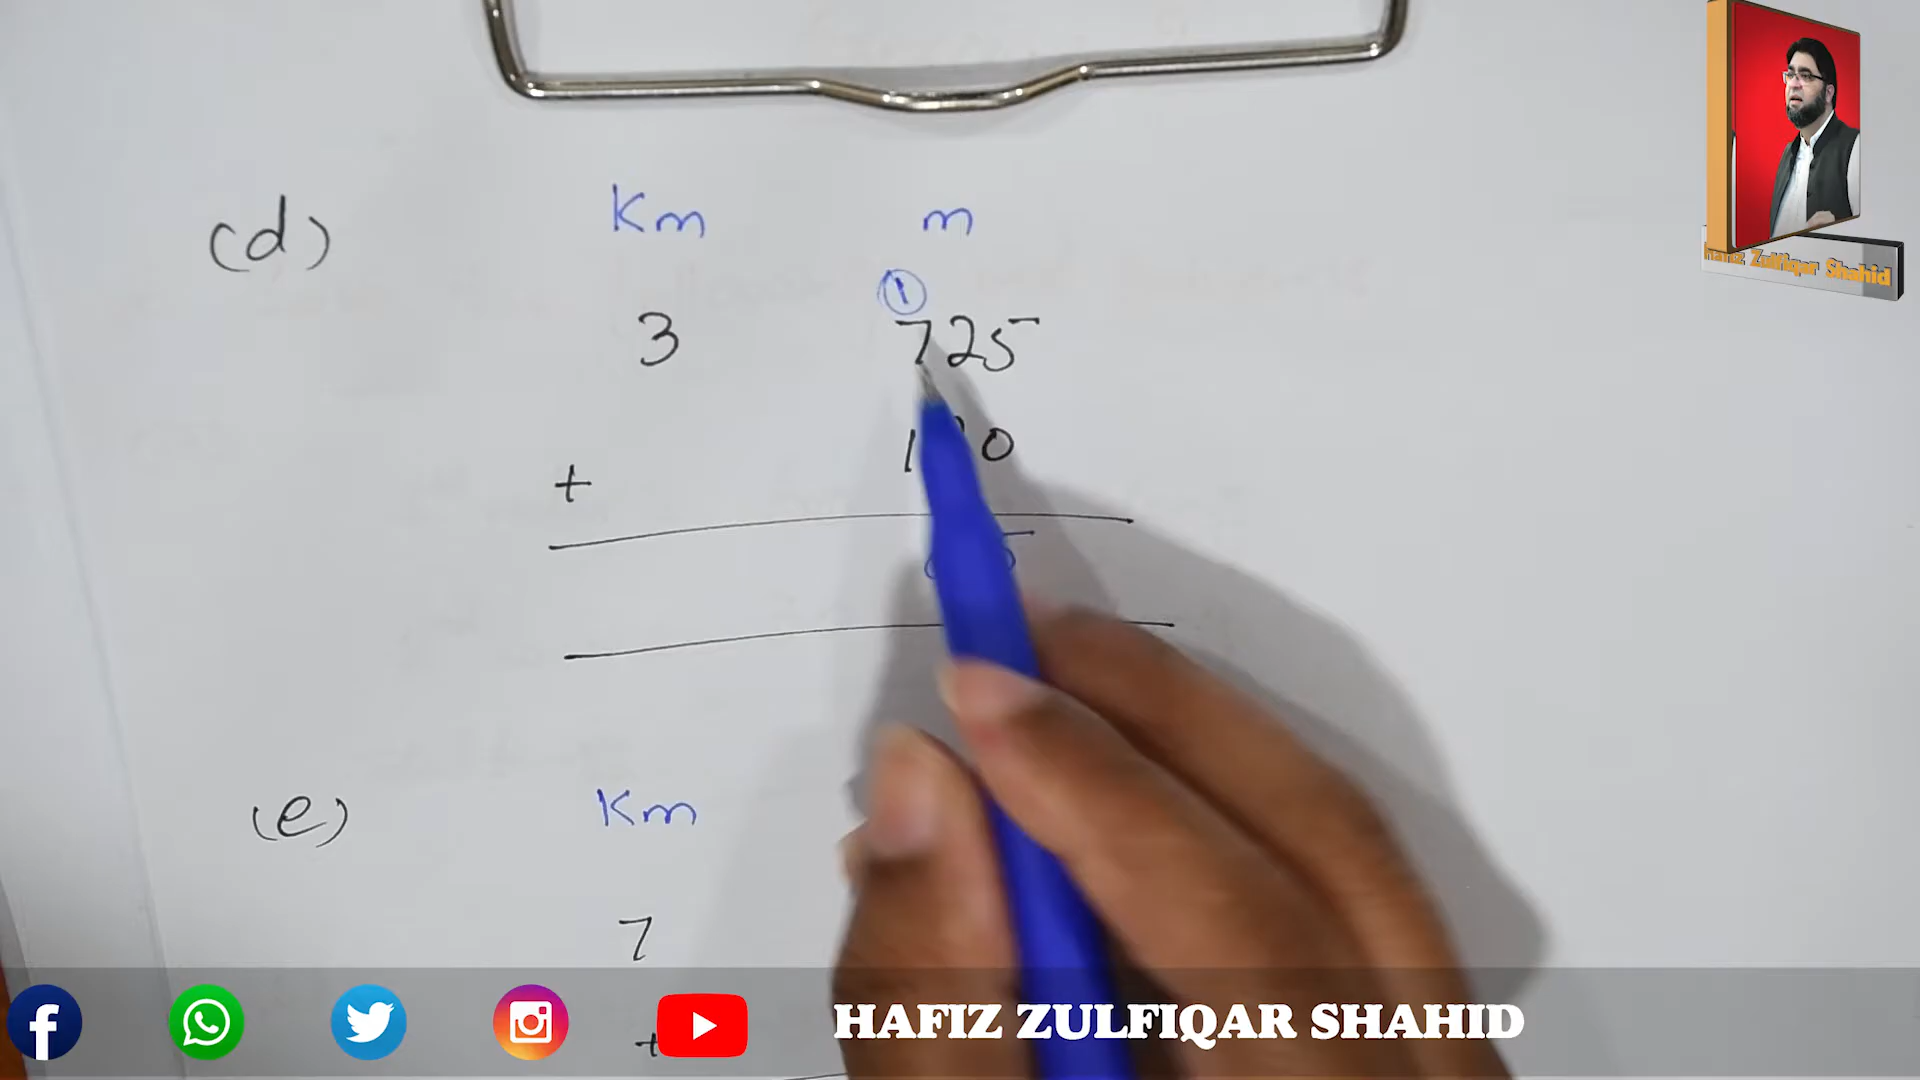 (d) Km m
1
3 725
+
(e) Km
7
+
Hafiz Zulfiqar Shahid
HAFIZ ZULFIQAR SHAHID